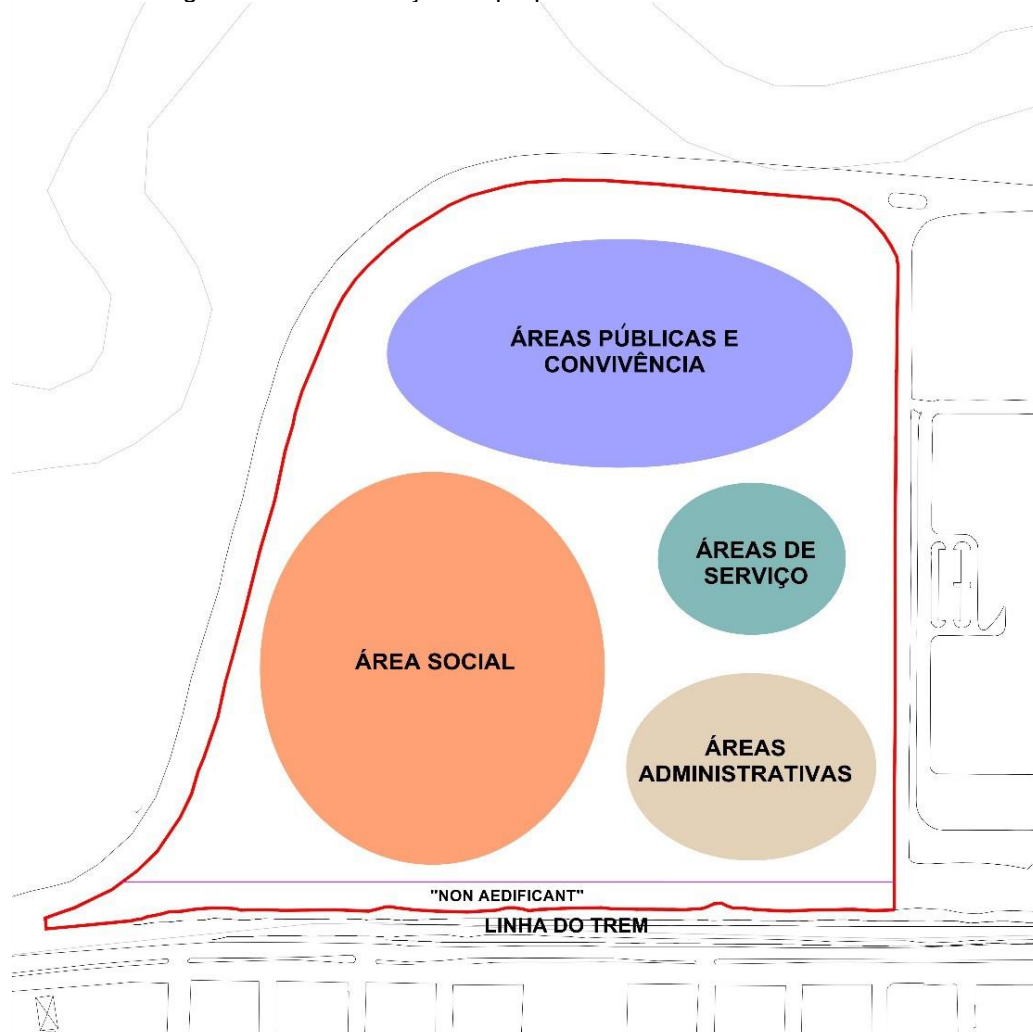 ÁREAS PÚBLICAS E
CONVIVÊNCIA
ÁREAS DE
SERVIÇO
ÁREA SOCIAL
ÁREAS
ADMINISTRATIVAS
"NON AEDIFICANT"
LINHA DO TREM